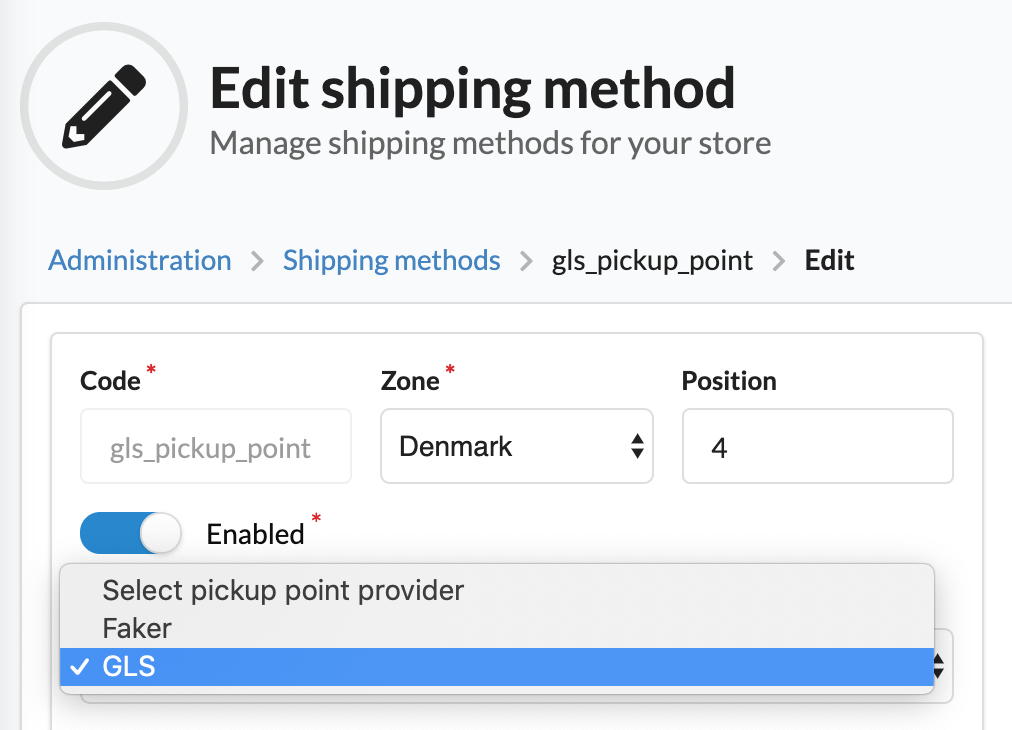 Edit shipping method
Manage shipping methods for your store
Administration > Shipping methods > gls_pickup_point > Edit
Code * Zone * Position
gls_pickup_point Denmark 4
Enabled *
Select pickup point provider
Faker
✓ GLS